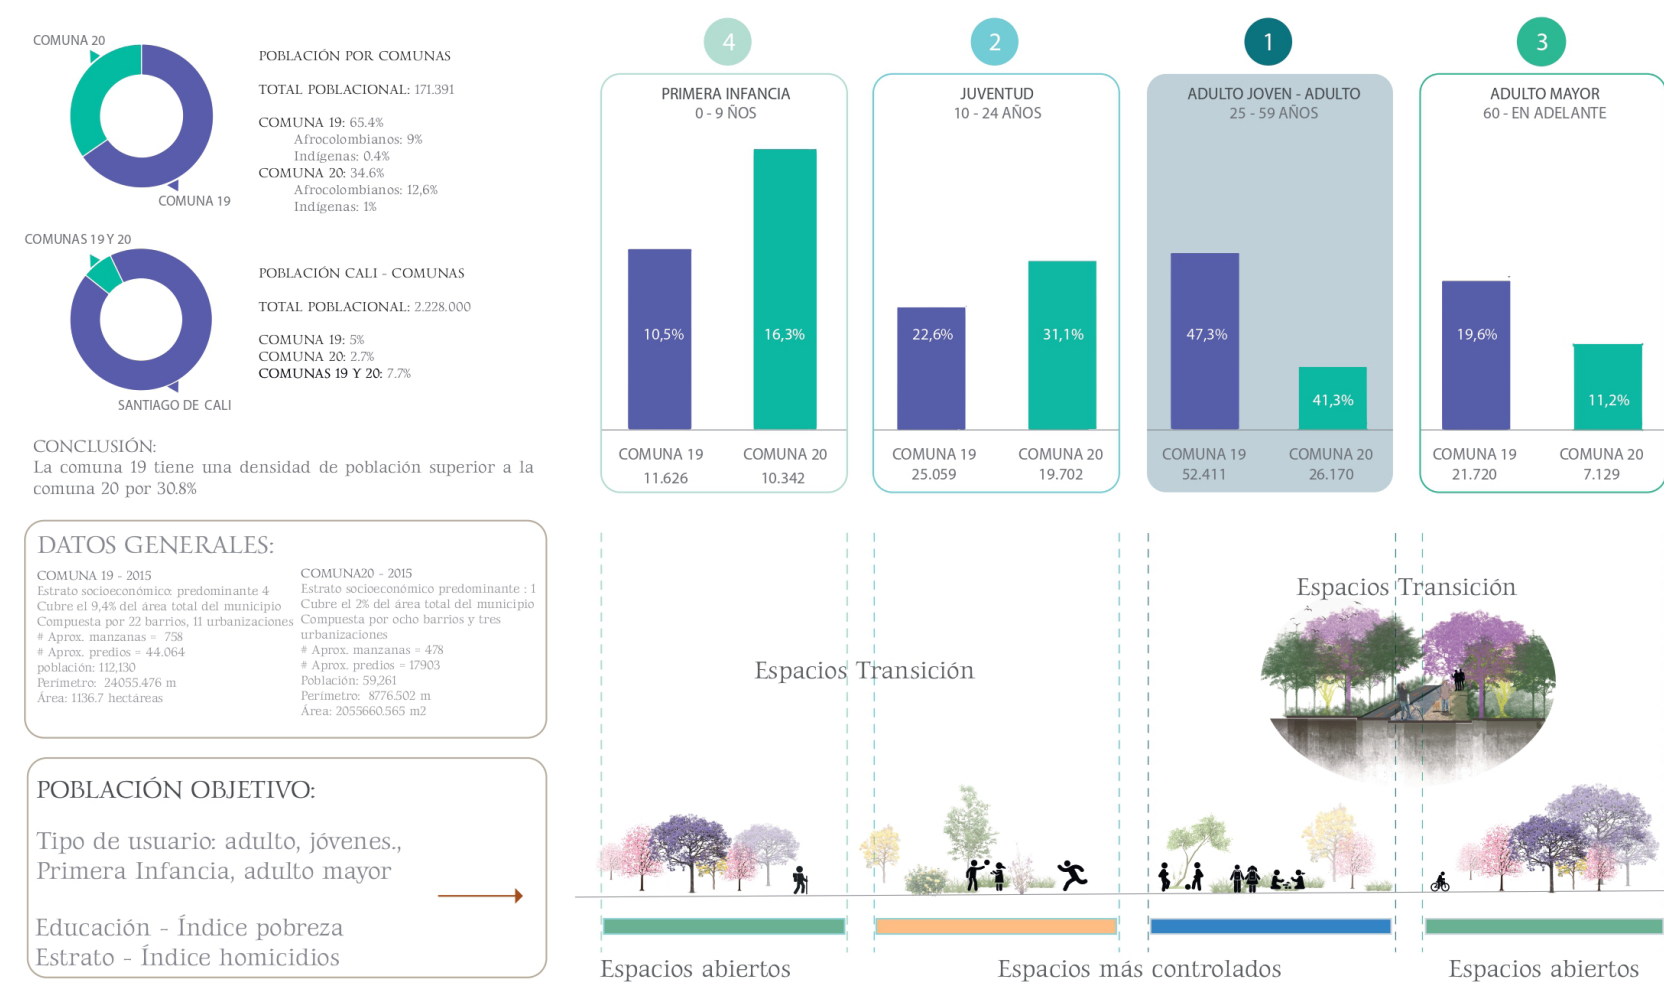 COMUNA 20
COMUNA 19
POBLACIÓN POR COMUNAS
TOTAL POBLACIONAL: 171.391
COMUNA 19: 65.4%
Afrocolombianos: 9%
Indígenas: 0.4%
COMUNA 20: 34.6%
Afrocolombianos: 12,6%
Indígenas: 1%
COMUNAS 19 Y 20
SANTIAGO DE CALI
POBLACIÓN CALI - COMUNAS
TOTAL POBLACIONAL: 2.228.000
COMUNA 19: 5%
COMUNA 20: 2.7%
COMUNAS 19 Y 20: 7.7%
CONCLUSIÓN:
La comuna 19 tiene una densidad de población superior a la
comuna 20 por 30.8%
4
PRIMERA INFANCIA
0 - 9 ÑOS
10,5%
16,3%
COMUNA 19
COMUNA 20
11.626
10.342
2
JUVENTUD
10 - 24 AÑOS
22,6%
31,1%
COMUNA 19
COMUNA 20
25.059
19.702
1
ADULTO JOVEN - ADULTO
25 - 59 AÑOS
47,3%
41,3%
COMUNA 19
COMUNA 20
52.411
26.170
3
ADULTO MAYOR
60 - EN ADELANTE
19,6%
11,2%
COMUNA 19
COMUNA 20
21.720
7.129
DATOS GENERALES:
COMUNA 19 - 2015
Estrato socioeconómico: predominante 4
Cubre el 9,4% del área total del municipio
Compuesta por 22 barrios, 11 urbanizaciones
# Aprox. manzanas = 758
# Aprox. predios = 44.064
población: 112,130
Perímetro: 24055.476 m
Área: 1136.7 hectáreas
COMUNA20 - 2015
Estrato socioeconómico predominante : 1
Cubre el 2% del área total del municipio
Compuesta por ocho barrios y tres
urbanizaciones
# Aprox. manzanas = 478
# Aprox. predios = 17903
Población: 59,261
Perímetro: 8776.502 m
Área: 2055660.565 m2
POBLACIÓN OBJETIVO:
Tipo de usuario: adulto, jóvenes.,
Primera Infancia, adulto mayor
Educación - Índice pobreza
Estrato - Índice homicidios
Espacios Transición
Espacios Transición
Espacios abiertos
Espacios más controlados
Espacios abiertos